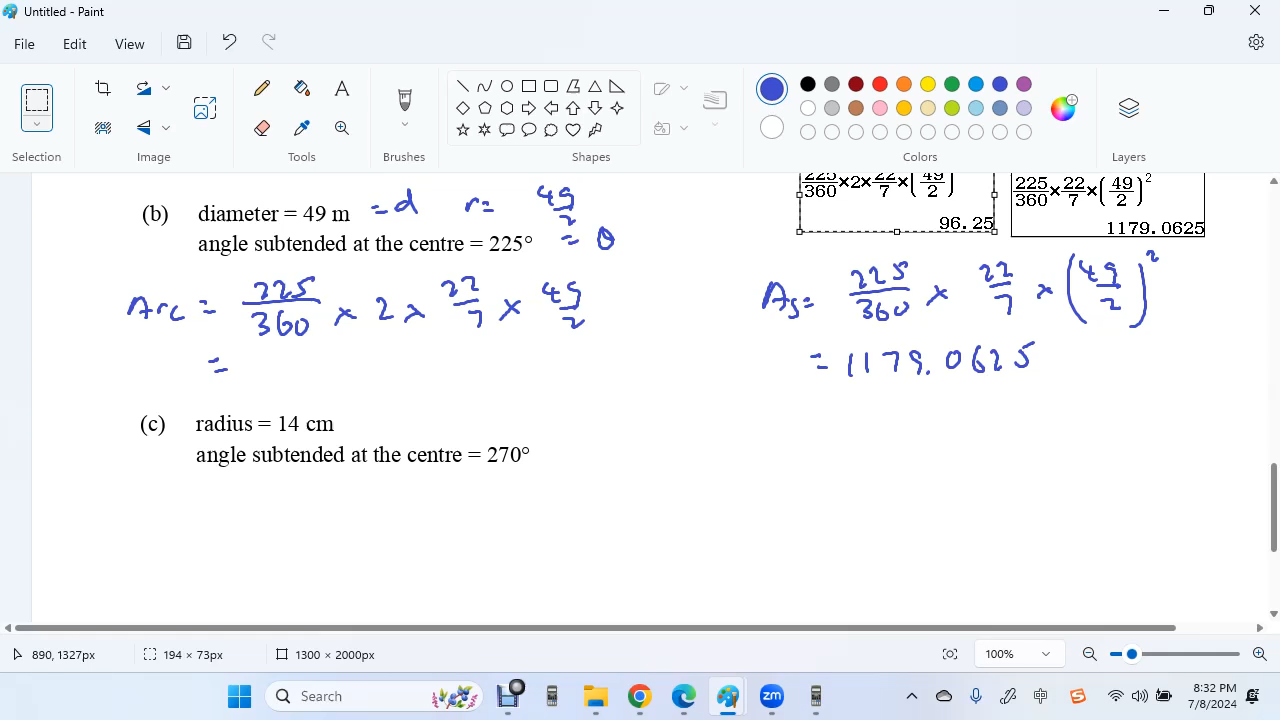 Untitled - Paint
File Edit View
Selection Image Tools Brushes Shapes Colors Layers
225/360×2×22/7×(49/2)
96.25
225/360×22/7×(49/2)²
1179.0625
(b) diameter = 49 m = d r = 49/2
angle subtended at the centre = 225° = θ
Arc = 225/360 × 2 × 22/7 × 49/2
=
As = 225/360 × 22/7 × (49/2)²
= 1179.0625
(c) radius = 14 cm
angle subtended at the centre = 270°
890, 1327px 194 × 73px 1300 × 2000px 100%
Search zm 中 S 8:32 PM
7/8/2024